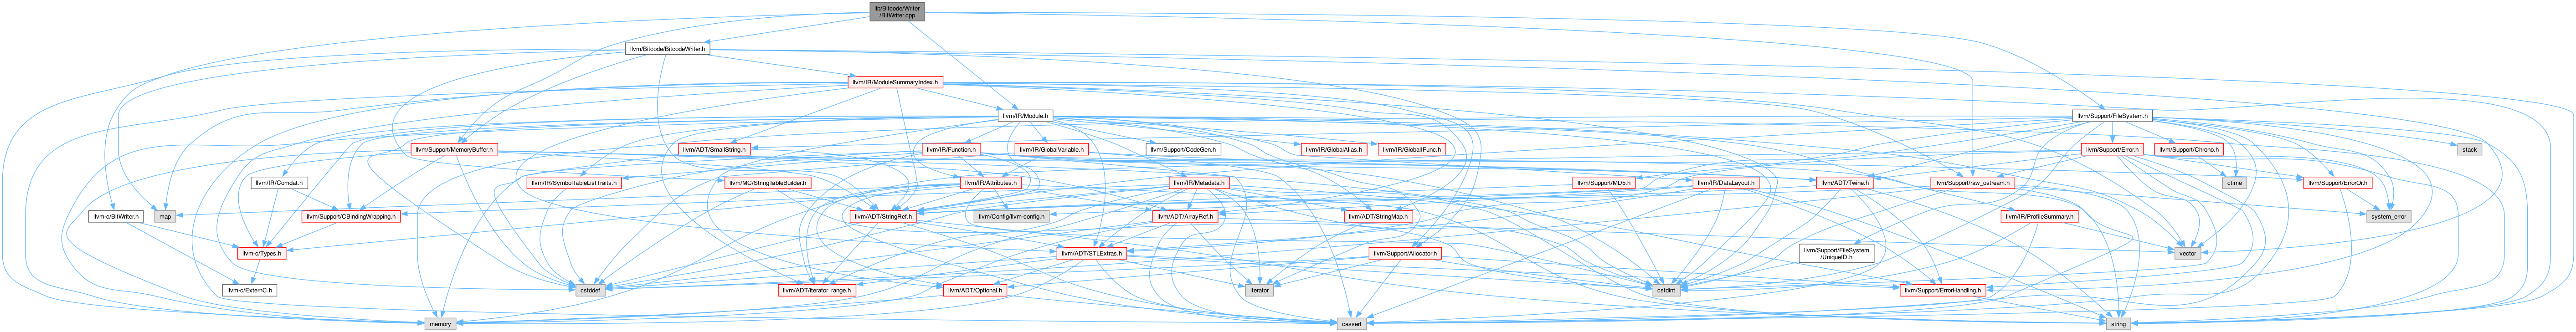 lib/Bitcode/Writer
/BitWriter.cpp
llvm/Bitcode/BitcodeWriter.h
llvm/IR/ModuleSummaryIndex.h
llvm/IR/Module.h
llvm/Support/FileSystem.h
llvm/Support/MemoryBuffer.h
llvm/ADT/SmallString.h
llvm/IR/Function.h
llvm/IR/GlobalVariable.h
llvm/Support/CodeGen.h
llvm/IR/GlobalAlias.h
llvm/IR/GlobalIFunc.h
llvm/Support/Error.h
llvm/Support/Chrono.h
stack
llvm/IR/Comdat.h
llvm/IR/SymbolTableListTraits.h
llvm/MC/StringTableBuilder.h
llvm/IR/Attributes.h
llvm/IR/Metadata.h
llvm/Support/MD5.h
llvm/IR/DataLayout.h
llvm/ADT/Twine.h
llvm/Support/raw_ostream.h
ctime
llvm/Support/ErrorOr.h
llvm-c/BitWriter.h
map
llvm/Support/CBindingWrapping.h
llvm/ADT/StringRef.h
llvm/Config/llvm-config.h
llvm/ADT/ArrayRef.h
llvm/ADT/StringMap.h
llvm/IR/ProfileSummary.h
system_error
llvm-c/Types.h
llvm/ADT/STLExtras.h
llvm/Support/Allocator.h
llvm/Support/FileSystem
/UniqueID.h
vector
llvm-c/ExternC.h
cstddef
llvm/ADT/iterator_range.h
llvm/ADT/Optional.h
iterator
cstdint
llvm/Support/ErrorHandling.h
memory
cassert
string